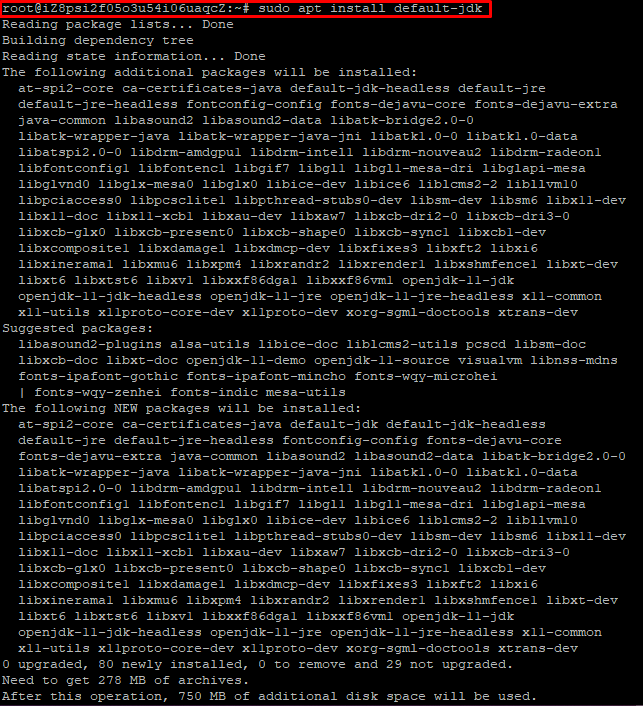 root@iZ8psi2f05o3u54i06uaqcZ:~# sudo apt install default-jdk
Reading package lists... Done
Building dependency tree
Reading state information... Done
The following additional packages will be installed:
at-spi2-core ca-certificates-java default-jdk-headless default-jre
default-jre-headless fontconfig-config fonts-dejavu-core fonts-dejavu-extra
java-common libasound2 libasound2-data libatk-bridge2.0-0
libatk-wrapper-java libatk-wrapper-java-jni libatk1.0-0 libatk1.0-data
libatspi2.0-0 libdrm-amdgpu1 libdrm-intel1 libdrm-nouveau2 libdrm-radeon1
libfontconfig1 libfontenc1 libgif7 libgl1 libgl1-mesa-dri libglapi-mesa
libglvnd0 libglx-mesa0 libglx0 libice-dev libice6 liblcms2-2 libllvm10
libpciaccess0 libpcsclite1 libpthread-stubs0-dev libsm-dev libsm6 libx11-dev
libx11-doc libx11-xcb1 libxau-dev libxaw7 libxcb-dri2-0 libxcb-dri3-0
libxcb-glx0 libxcb-present0 libxcb-shape0 libxcb-sync1 libxcb1-dev
libxcomposite1 libxdamage1 libxdmcp-dev libxfixes3 libxft2 libxi6
libxinerama1 libxmu6 libxpm4 libxrandr2 libxrender1 libxshmfence1 libxt-dev
libxt6 libxtst6 libxv1 libxxf86dga1 libxxf86vm1 openjdk-11-jdk
openjdk-11-jdk-headless openjdk-11-jre openjdk-11-jre-headless x11-common
x11-utils x11proto-core-dev x11proto-dev xorg-sgml-doctools xtrans-dev
Suggested packages:
libasound2-plugins alsa-utils libice-doc liblcms2-utils pcscd libsm-doc
libxcb-doc libxt-doc openjdk-11-demo openjdk-11-source visualvm libnss-mdns
fonts-ipafont-gothic fonts-ipafont-mincho fonts-wqy-microhei
| fonts-wqy-zenhei fonts-indic mesa-utils
The following NEW packages will be installed:
at-spi2-core ca-certificates-java default-jdk default-jdk-headless
default-jre default-jre-headless fontconfig-config fonts-dejavu-core
fonts-dejavu-extra java-common libasound2 libasound2-data libatk-bridge2.0-0
libatk-wrapper-java libatk-wrapper-java-jni libatk1.0-0 libatk1.0-data
libatspi2.0-0 libdrm-amdgpu1 libdrm-intel1 libdrm-nouveau2 libdrm-radeon1
libfontconfig1 libfontenc1 libgif7 libgl1 libgl1-mesa-dri libglapi-mesa
libglvnd0 libglx-mesa0 libglx0 libice-dev libice6 liblcms2-2 libllvm10
libpciaccess0 libpcsclite1 libpthread-stubs0-dev libsm-dev libsm6 libx11-dev
libx11-doc libx11-xcb1 libxau-dev libxaw7 libxcb-dri2-0 libxcb-dri3-0
libxcb-glx0 libxcb-present0 libxcb-shape0 libxcb-sync1 libxcb1-dev
libxcomposite1 libxdamage1 libxdmcp-dev libxfixes3 libxft2 libxi6
libxinerama1 libxmu6 libxpm4 libxrandr2 libxrender1 libxshmfence1 libxt-dev
libxt6 libxtst6 libxv1 libxxf86dga1 libxxf86vm1 openjdk-11-jdk
openjdk-11-jdk-headless openjdk-11-jre openjdk-11-jre-headless x11-common
x11-utils x11proto-core-dev x11proto-dev xorg-sgml-doctools xtrans-dev
0 upgraded, 80 newly installed, 0 to remove and 29 not upgraded.
Need to get 278 MB of archives.
After this operation, 750 MB of additional disk space will be used.